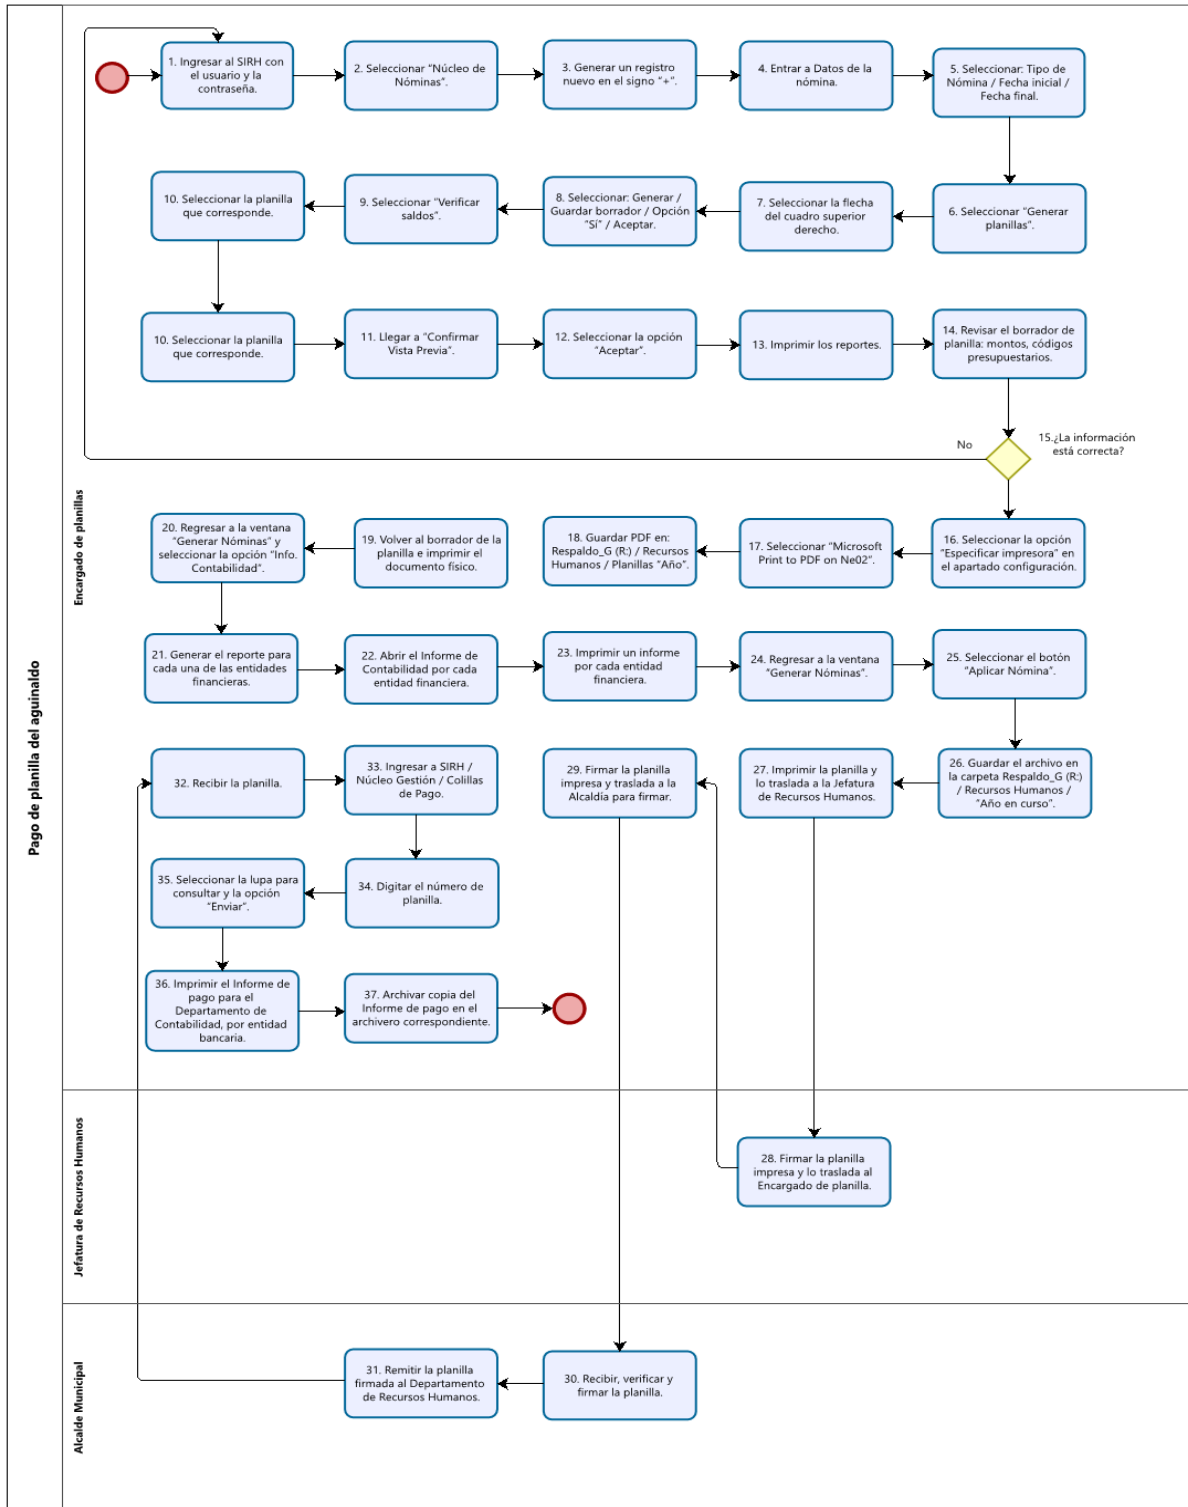 Pago de planilla del aguinaldo
Encargado de planillas
1. Ingresar al SIRH con
el usuario y la
contraseña.
2. Seleccionar “Núcleo de
Nóminas”.
3. Generar un registro
nuevo en el signo “+”.
4. Entrar a Datos de la
nómina.
5. Seleccionar: Tipo de
Nómina / Fecha inicial /
Fecha final.
10. Seleccionar la planilla
que corresponde.
9. Seleccionar “Verificar
saldos”.
8. Seleccionar: Generar /
Guardar borrador / Opción
“Sí” / Aceptar.
7. Seleccionar la flecha
del cuadro superior
derecho.
6. Seleccionar “Generar
planillas”.
10. Seleccionar la planilla
que corresponde.
11. Llegar a “Confirmar
Vista Previa”.
12. Seleccionar la opción
“Aceptar”.
13. Imprimir los reportes.
14. Revisar el borrador de
planilla: montos, códigos
presupuestarios.
No
15.¿La información
está correcta?
20. Regresar a la ventana
“Generar Nóminas” y
seleccionar la opción “Info.
Contabilidad”.
19. Volver al borrador de la
planilla e imprimir el
documento físico.
18. Guardar PDF en:
Respaldo_G (R:) / Recursos
Humanos / Planillas “Año”.
17. Seleccionar “Microsoft
Print to PDF on Ne02”.
16. Seleccionar la opción
“Especificar impresora” en
el apartado configuración.
21. Generar el reporte para
cada una de las entidades
financieras.
22. Abrir el Informe de
Contabilidad por cada
entidad financiera.
23. Imprimir un informe
por cada entidad
financiera.
24. Regresar a la ventana
“Generar Nóminas”.
25. Seleccionar el botón
“Aplicar Nómina”.
32. Recibir la planilla.
33. Ingresar a SIRH /
Núcleo Gestión / Colillas
de Pago.
29. Firmar la planilla
impresa y traslada a la
Alcaldía para firmar.
27. Imprimir la planilla y
lo traslada a la Jefatura
de Recursos Humanos.
26. Guardar el archivo en
la carpeta Respaldo_G (R:)
/ Recursos Humanos /
“Año en curso”.
35. Seleccionar la lupa para
consultar y la opción
“Enviar”.
34. Digitar el número de
planilla.
36. Imprimir el Informe de
pago para el
Departamento de
Contabilidad, por entidad
bancaria.
37. Archivar copia del
Informe de pago en el
archivero correspondiente.
Jefatura de Recursos Humanos
28. Firmar la planilla
impresa y lo traslada al
Encargado de planilla.
Alcalde Municipal
31. Remitir la planilla
firmada al Departamento
de Recursos Humanos.
30. Recibir, verificar y
firmar la planilla.